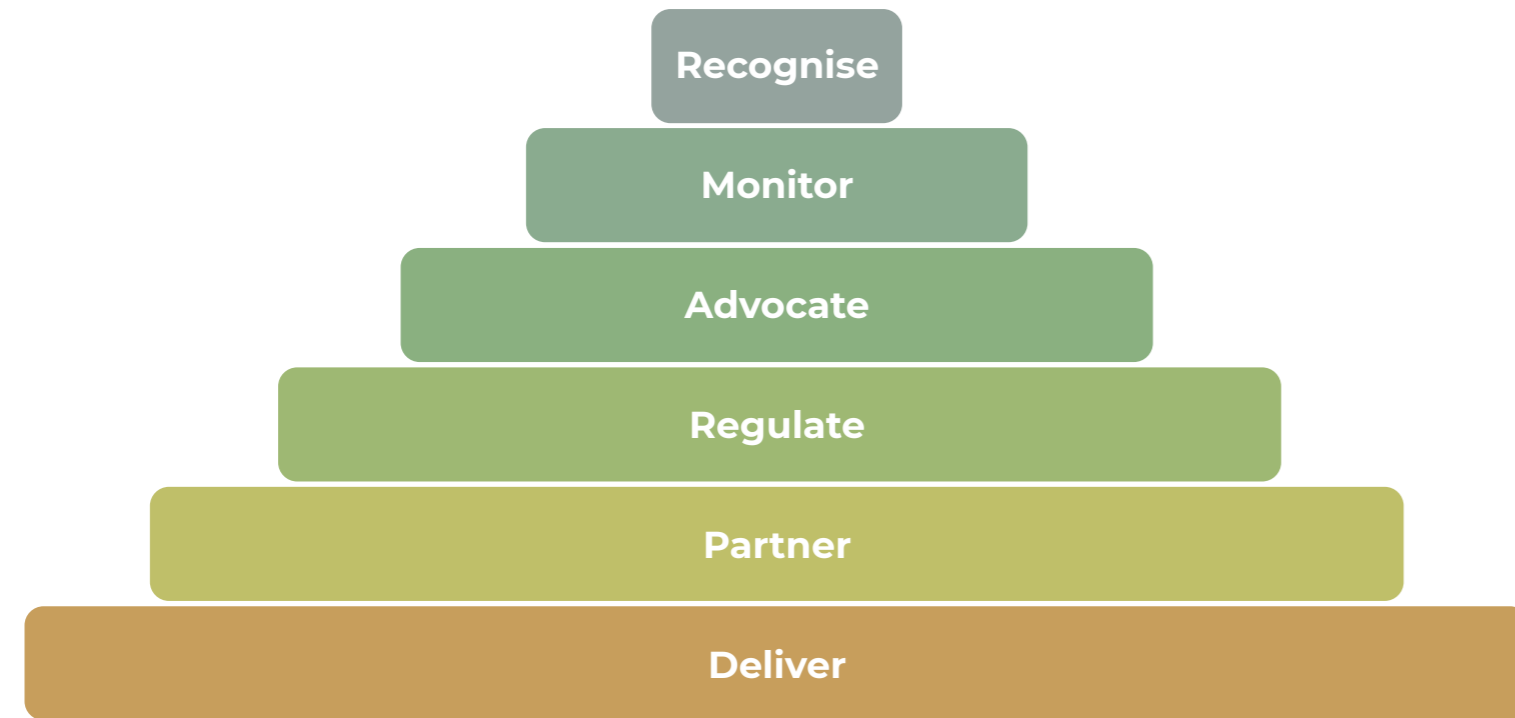 Recognise
Monitor
Advocate
Regulate
Partner
Deliver